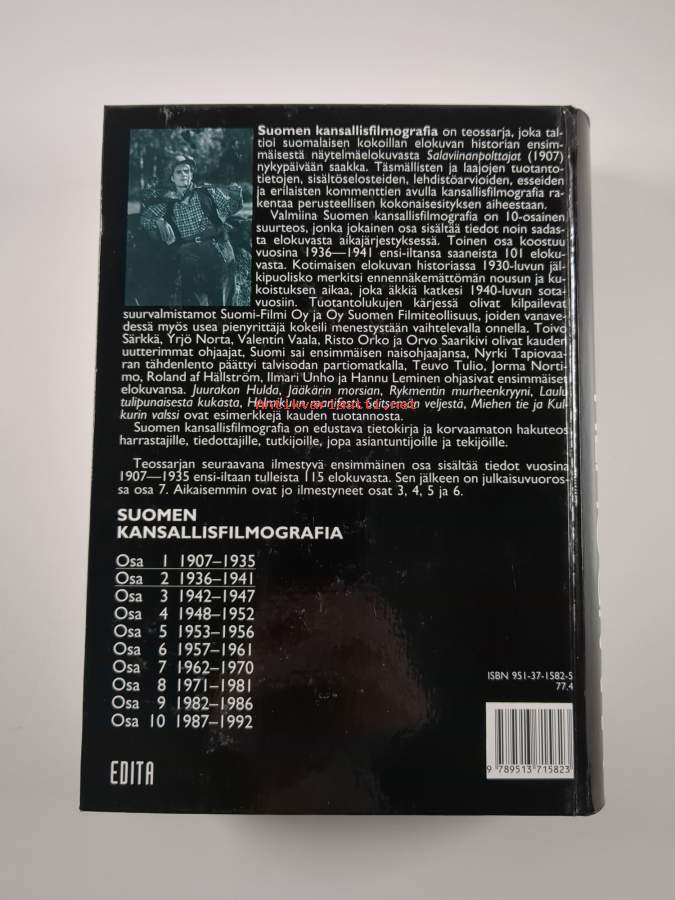 Suomen kansallisfilmografia on teossarja, joka tal-
tioi suomalaisen kokoillan elokuvan historian ensim-
mäisestä näytelmäelokuvasta Salaviinanpolttajat (1907)
nykypäivään saakka. Täsmällisten ja laajojen tuotanto-
tietojen, sisältöselosteiden, lehdistöarvioiden, esseiden
ja erilaisten kommenttien avulla kansallisfilmografia ra-
kentaa perusteellisen kokonaisesityksen aiheestaan.
Valmiina Suomen kansallisfilmografia on 10-osainen
suurteos, jonka jokainen osa sisältää tiedot noin sadas-
ta elokuvasta aikajärjestyksessä. Toinen osa koostuu
vuosina 1936—1941 ensi-iltansa saaneista 101 eloku-
vasta. Kotimaisen elokuvan historiassa 1930-luvun jäl-
kipuolisko merkitsi ennennäkemättömän nousun ja ku-
koistuksen aikaa, joka äkkiä katkesi 1940-luvun sota-
vuosiin. Tuotantolukujen kärjessä olivat kilpailevat
suurvalmistamot Suomi-Filmi Oy ja Oy Suomen Filmiteollisuus, joiden vanave-
dessä myös usea pienyrittäjä kokeili menestystään vaihtelevalla onnella. Toivo
Särkkä, Yrjö Norta, Valentin Vaala, Risto Orko ja Orvo Saarikivi olivat kauden
uutterimmat ohjaajat, Suomi sai ensimmäisen naisohjaajansa, Nyrki Tapiovaa-
ran tähdenlento päättyi talvisodan partiomatkalla, Teuvo Tulio, Jorma Norti-
mo, Roland af Hällström, Ilmari Unho ja Hannu Leminen ohjasivat ensimmäiset
elokuvansa. Juurakon Hulda, Jääkärin morsian, Rykmentin murheenkryyni, Laulu
tulipunaisesta kukasta, Helmikuun manifesti, Seitsemän veljestä, Miehen tie ja Kul-
kurin valssi ovat esimerkkejä kauden tuotannosta.
Antikvariaatti.net
Suomen kansallisfilmografia on edustava tietokirja ja korvaamaton hakuteos
harrastajille, tiedottajille, tutkijoille, jopa asiantuntijoille ja tekijöille.
Teossarjan seuraavana ilmestyvä ensimmäinen osa sisältää tiedot vuosina
1907—1935 ensi-iltaan tulleista 115 elokuvasta. Sen jälkeen on julkaisuvuoros-
sa osa 7. Aikaisemmin ovat jo ilmestyneet osat 3, 4, 5 ja 6.
SUOMEN
KANSALLISFILMOGRAFIA
Osa 1 1907–1935
Osa 2 1936–1941
Osa 3 1942–1947
Osa 4 1948–1952
Osa 5 1953–1956
Osa 6 1957–1961
Osa 7 1962–1970
Osa 8 1971–1981
Osa 9 1982–1986
Osa 10 1987–1992
ISBN 951-37-1582-5
77.4
9 789513 715823
EDITA